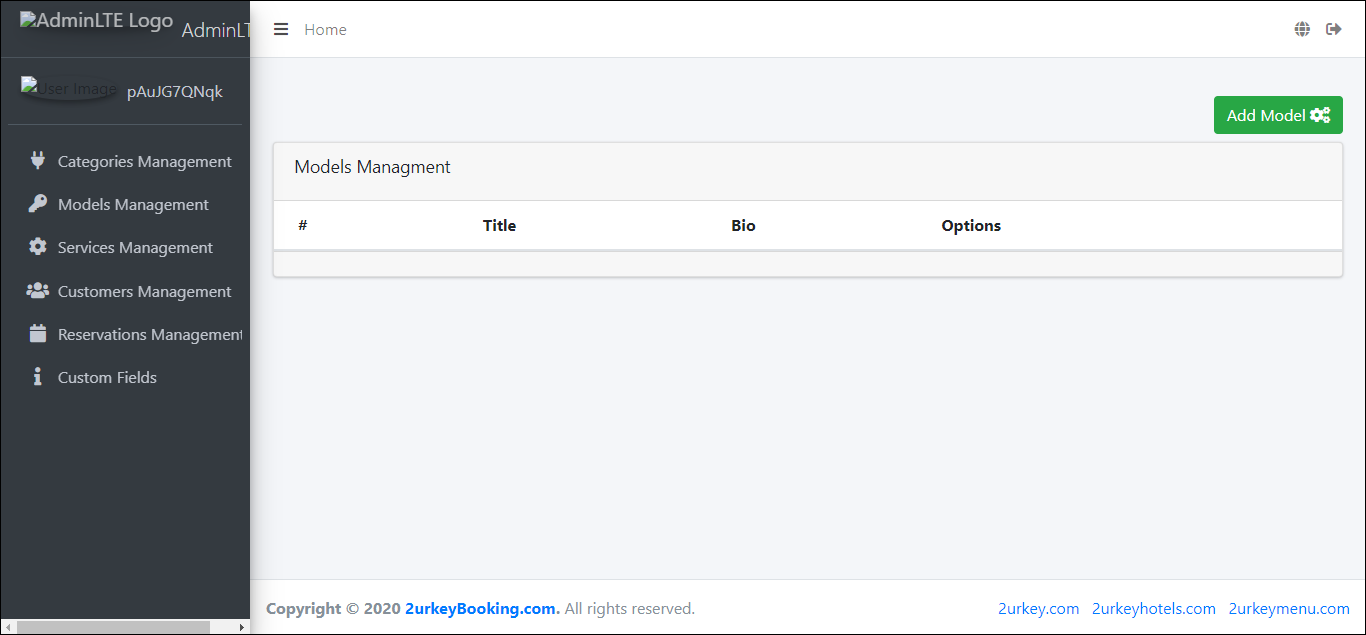 AdminLTE Logo AdminLT
Home
User Image pAuJG7QNqk
Add Model
Categories Management
Models Management
Services Management
Customers Management
Reservations Management
Custom Fields
Models Managment
# Title Bio Options
Copyright © 2020 2urkeyBooking.com. All rights reserved.
2urkey.com 2urkeyhotels.com 2urkeymenu.com